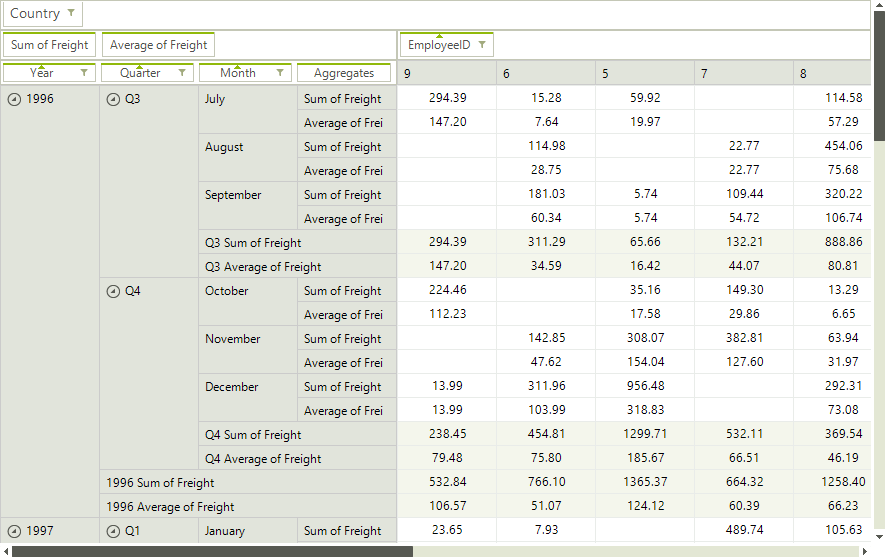 Country
Sum of Freight Average of Freight EmployeeID
Year Quarter Month Aggregates 9 6 5 7 8
1996 Q3 July Sum of Freight 294.39 15.28 59.92 114.58
Average of Frei 147.20 7.64 19.97 57.29
August Sum of Freight 114.98 22.77 454.06
Average of Frei 28.75 22.77 75.68
September Sum of Freight 181.03 5.74 109.44 320.22
Average of Frei 60.34 5.74 54.72 106.74
Q3 Sum of Freight 294.39 311.29 65.66 132.21 888.86
Q3 Average of Freight 147.20 34.59 16.42 44.07 80.81
Q4 October Sum of Freight 224.46 35.16 149.30 13.29
Average of Frei 112.23 17.58 29.86 6.65
November Sum of Freight 142.85 308.07 382.81 63.94
Average of Frei 47.62 154.04 127.60 31.97
December Sum of Freight 13.99 311.96 956.48 292.31
Average of Frei 13.99 103.99 318.83 73.08
Q4 Sum of Freight 238.45 454.81 1299.71 532.11 369.54
Q4 Average of Freight 79.48 75.80 185.67 66.51 46.19
1996 Sum of Freight 532.84 766.10 1365.37 664.32 1258.40
1996 Average of Freight 106.57 51.07 124.12 60.39 66.23
1997 Q1 January Sum of Freight 23.65 7.93 489.74 105.63